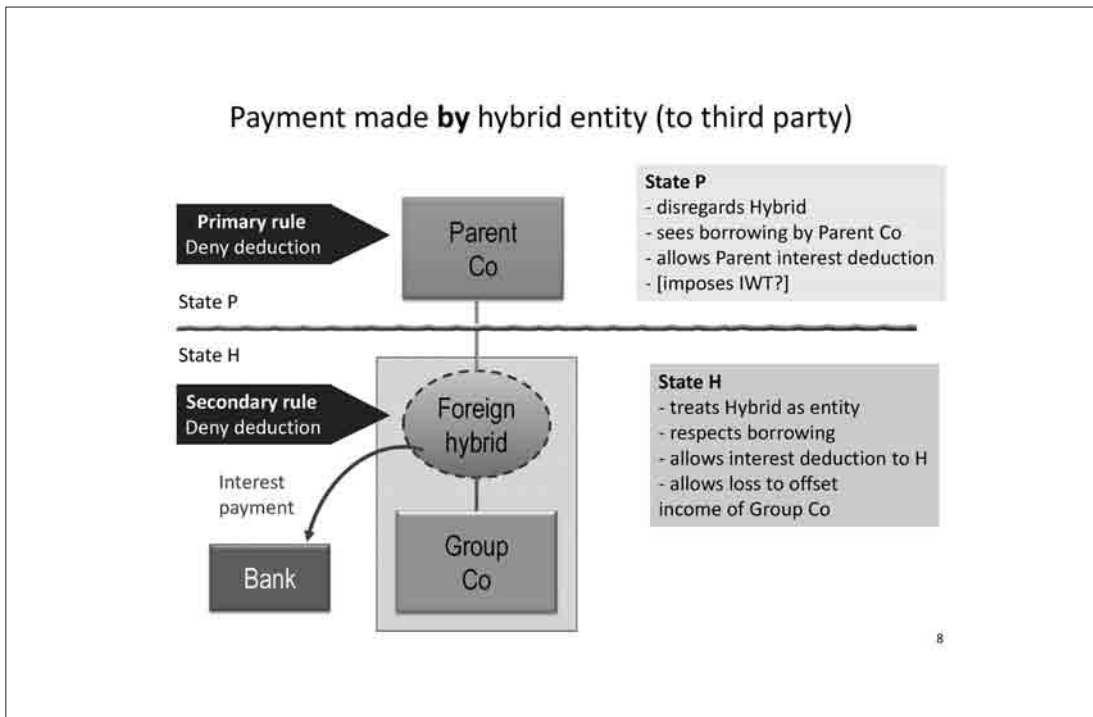 Payment made by hybrid entity (to third party)
Primary rule
Deny deduction
Parent
Co
State P
- disregards Hybrid
- sees borrowing by Parent Co
- allows Parent interest deduction
- [imposes IWT?]
State P
State H
Secondary rule
Deny deduction
Foreign
hybrid
State H
- treats Hybrid as entity
- respects borrowing
- allows interest deduction to H
- allows loss to offset
income of Group Co
Interest
payment
Bank
Group
Co
8